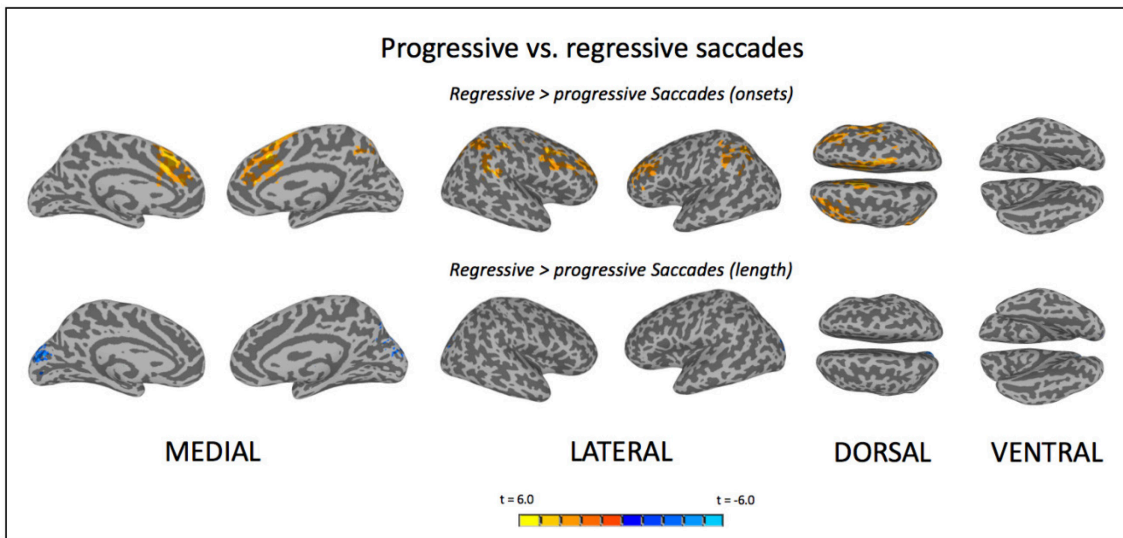 Progressive vs. regressive saccades
Regressive > progressive Saccades (onsets)
Regressive > progressive Saccades (length)
MEDIAL LATERAL DORSAL VENTRAL
t = 6.0 t = -6.0